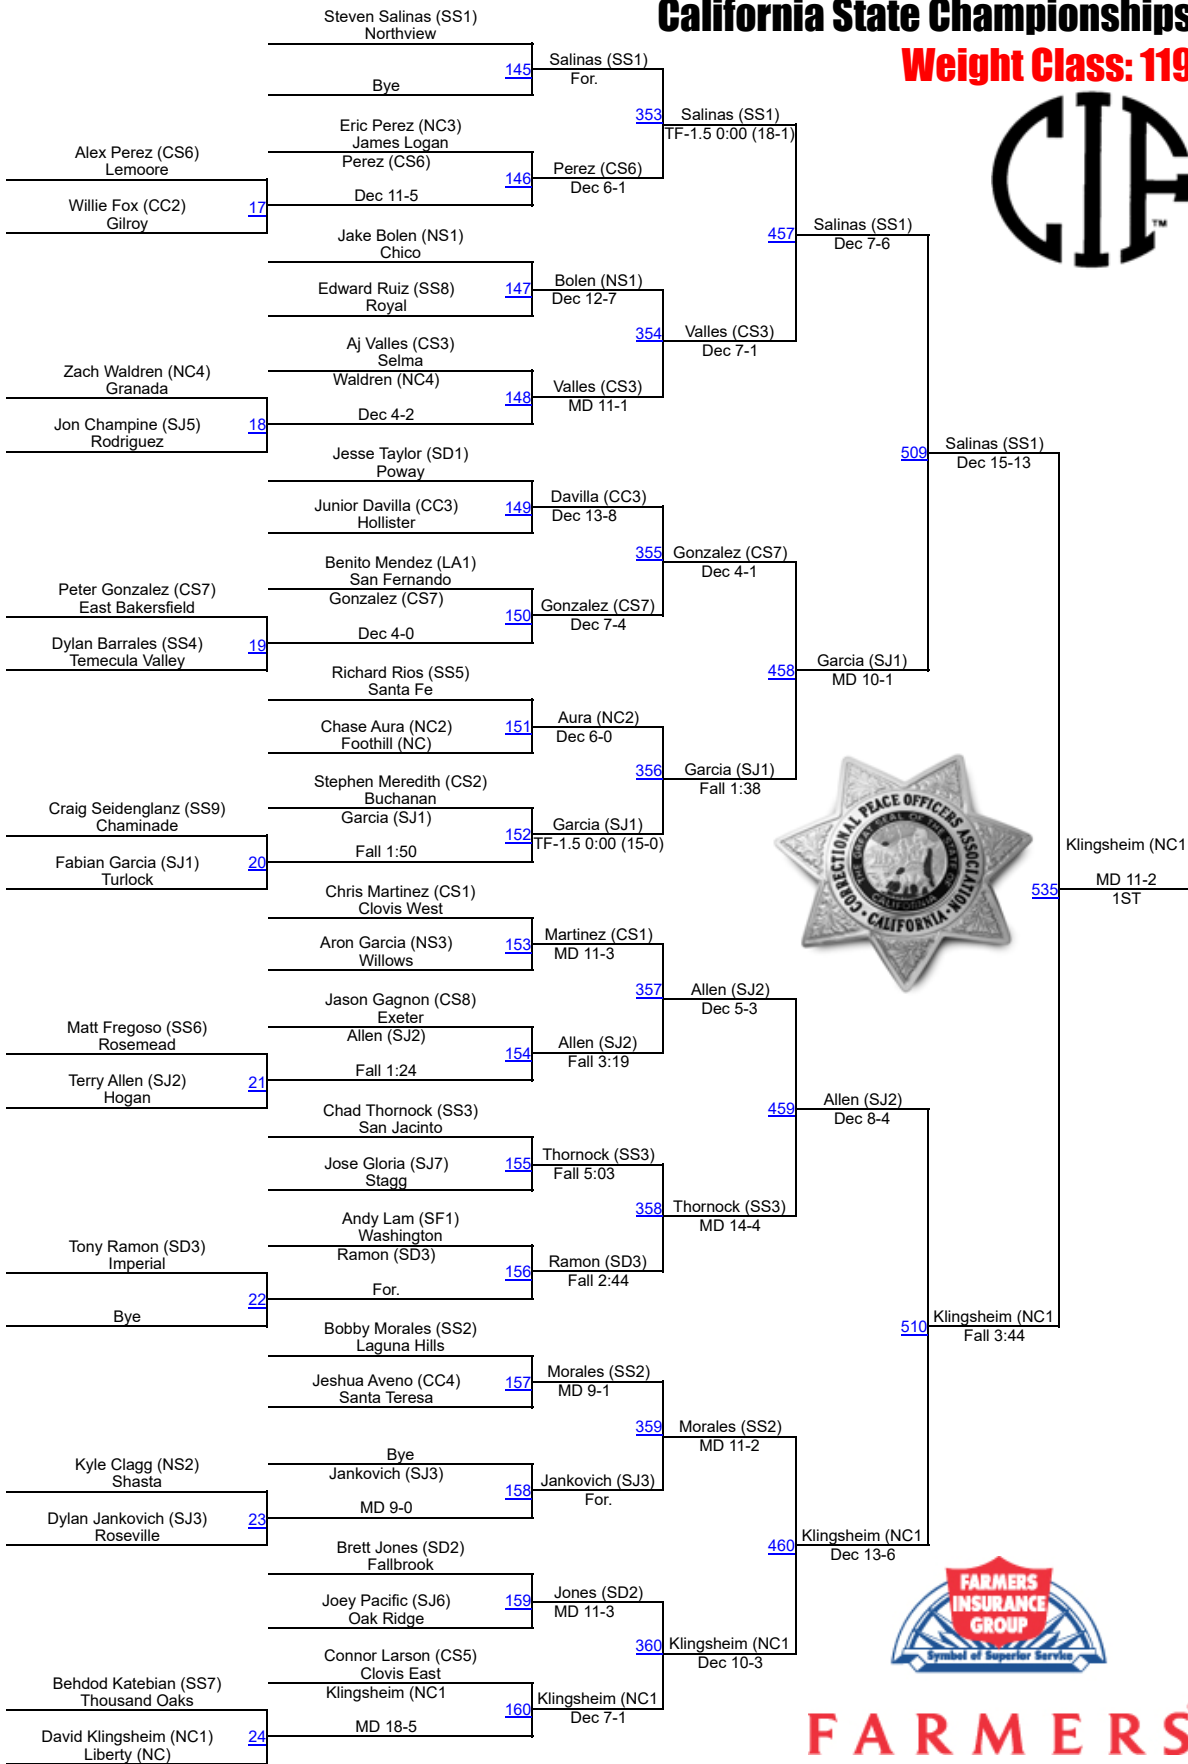 California State Championships
Weight Class: 119
CIF
™
Steven Salinas (SS1)
Northview
145
Bye
Salinas (SS1)
For.
Eric Perez (NC3)
James Logan
Alex Perez (CS6)
Lemoore
17
Willie Fox (CC2)
Gilroy
Perez (CS6)
Dec 11-5
146
Perez (CS6)
Dec 6-1
353
Salinas (SS1)
TF-1.5 0:00 (18-1)
Jake Bolen (NS1)
Chico
147
Edward Ruiz (SS8)
Royal
Bolen (NS1)
Dec 12-7
457
Salinas (SS1)
Dec 7-6
Aj Valles (CS3)
Selma
Zach Waldren (NC4)
Granada
18
Jon Champine (SJ5)
Rodriguez
Waldren (NC4)
Dec 4-2
148
Valles (CS3)
MD 11-1
354
Valles (CS3)
Dec 7-1
Jesse Taylor (SD1)
Poway
149
Junior Davilla (CC3)
Hollister
Davilla (CC3)
Dec 13-8
509
Salinas (SS1)
Dec 15-13
Benito Mendez (LA1)
San Fernando
Peter Gonzalez (CS7)
East Bakersfield
19
Dylan Barrales (SS4)
Temecula Valley
Gonzalez (CS7)
Dec 4-0
150
Gonzalez (CS7)
Dec 7-4
355
Gonzalez (CS7)
Dec 4-1
Richard Rios (SS5)
Santa Fe
151
Chase Aura (NC2)
Foothill (NC)
Aura (NC2)
Dec 6-0
458
Garcia (SJ1)
MD 10-1
Stephen Meredith (CS2)
Buchanan
Craig Seidenglanz (SS9)
Chaminade
20
Fabian Garcia (SJ1)
Turlock
Garcia (SJ1)
Fall 1:50
152
Garcia (SJ1)
TF-1.5 0:00 (15-0)
356
Garcia (SJ1)
Fall 1:38
CORRECTIONAL PEACE OFFICERS ASSOCIATION
CALIFORNIA
535
Klingsheim (NC1
MD 11-2
1ST
Chris Martinez (CS1)
Clovis West
153
Aron Garcia (NS3)
Willows
Martinez (CS1)
MD 11-3
Jason Gagnon (CS8)
Exeter
Matt Fregoso (SS6)
Rosemead
21
Terry Allen (SJ2)
Hogan
Allen (SJ2)
Fall 1:24
154
Allen (SJ2)
Fall 3:19
357
Allen (SJ2)
Dec 5-3
Chad Thornock (SS3)
San Jacinto
155
Jose Gloria (SJ7)
Stagg
Thornock (SS3)
Fall 5:03
459
Allen (SJ2)
Dec 8-4
Andy Lam (SF1)
Washington
Tony Ramon (SD3)
Imperial
22
Bye
Ramon (SD3)
For.
156
Ramon (SD3)
Fall 2:44
358
Thornock (SS3)
MD 14-4
Bobby Morales (SS2)
Laguna Hills
157
Jeshua Aveno (CC4)
Santa Teresa
Morales (SS2)
MD 9-1
510
Klingsheim (NC1
Fall 3:44
Bye
Kyle Clagg (NS2)
Shasta
23
Dylan Jankovich (SJ3)
Roseville
Jankovich (SJ3)
MD 9-0
158
Jankovich (SJ3)
For.
359
Morales (SS2)
MD 11-2
Brett Jones (SD2)
Fallbrook
159
Joey Pacific (SJ6)
Oak Ridge
Jones (SD2)
MD 11-3
460
Klingsheim (NC1
Dec 13-6
Connor Larson (CS5)
Clovis East
Behdod Katebian (SS7)
Thousand Oaks
24
David Klingsheim (NC1)
Liberty (NC)
Klingsheim (NC1
MD 18-5
160
Klingsheim (NC1
Dec 7-1
360
Klingsheim (NC1
Dec 10-3
FARMERS
INSURANCE
GROUP
Symbol of Superior Service
FARMERS